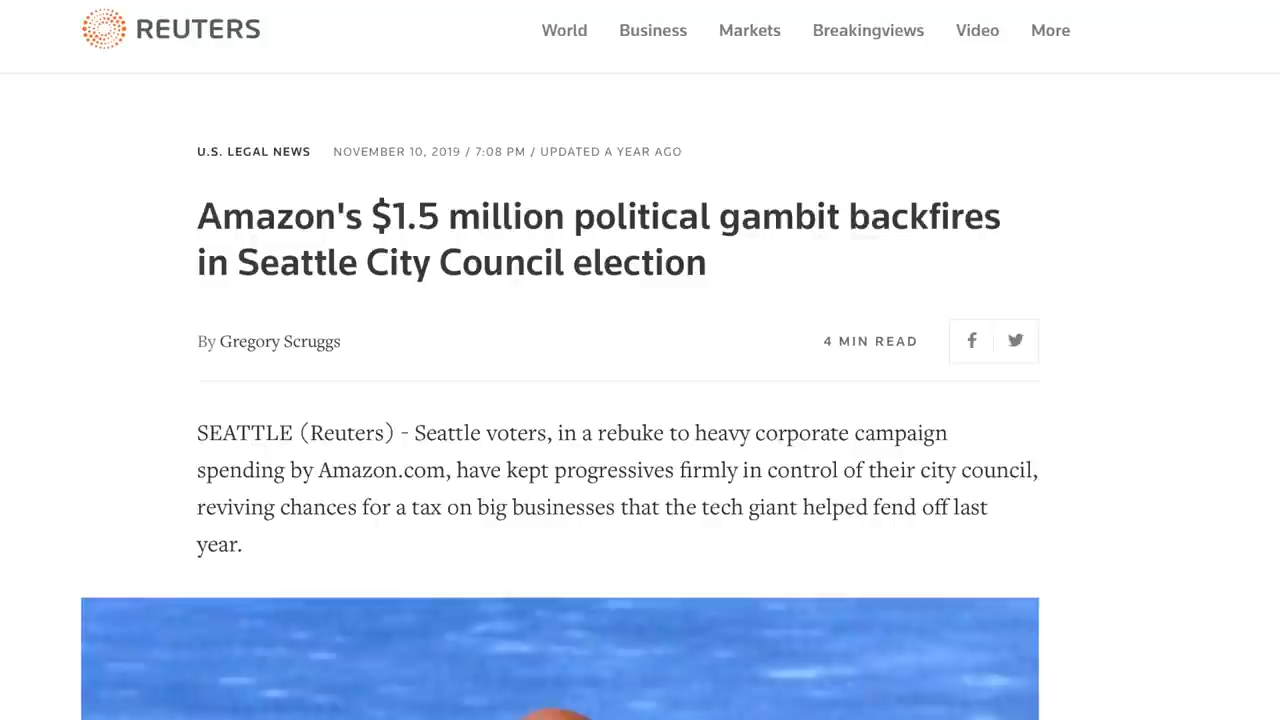 REUTERS
World Business Markets Breakingviews Video More
U.S. LEGAL NEWS NOVEMBER 10, 2019 / 7:08 PM / UPDATED A YEAR AGO
Amazon's $1.5 million political gambit backfires
in Seattle City Council election
By Gregory Scruggs 4 MIN READ
SEATTLE (Reuters) - Seattle voters, in a rebuke to heavy corporate campaign
spending by Amazon.com, have kept progressives firmly in control of their city council,
reviving chances for a tax on big businesses that the tech giant helped fend off last
year.